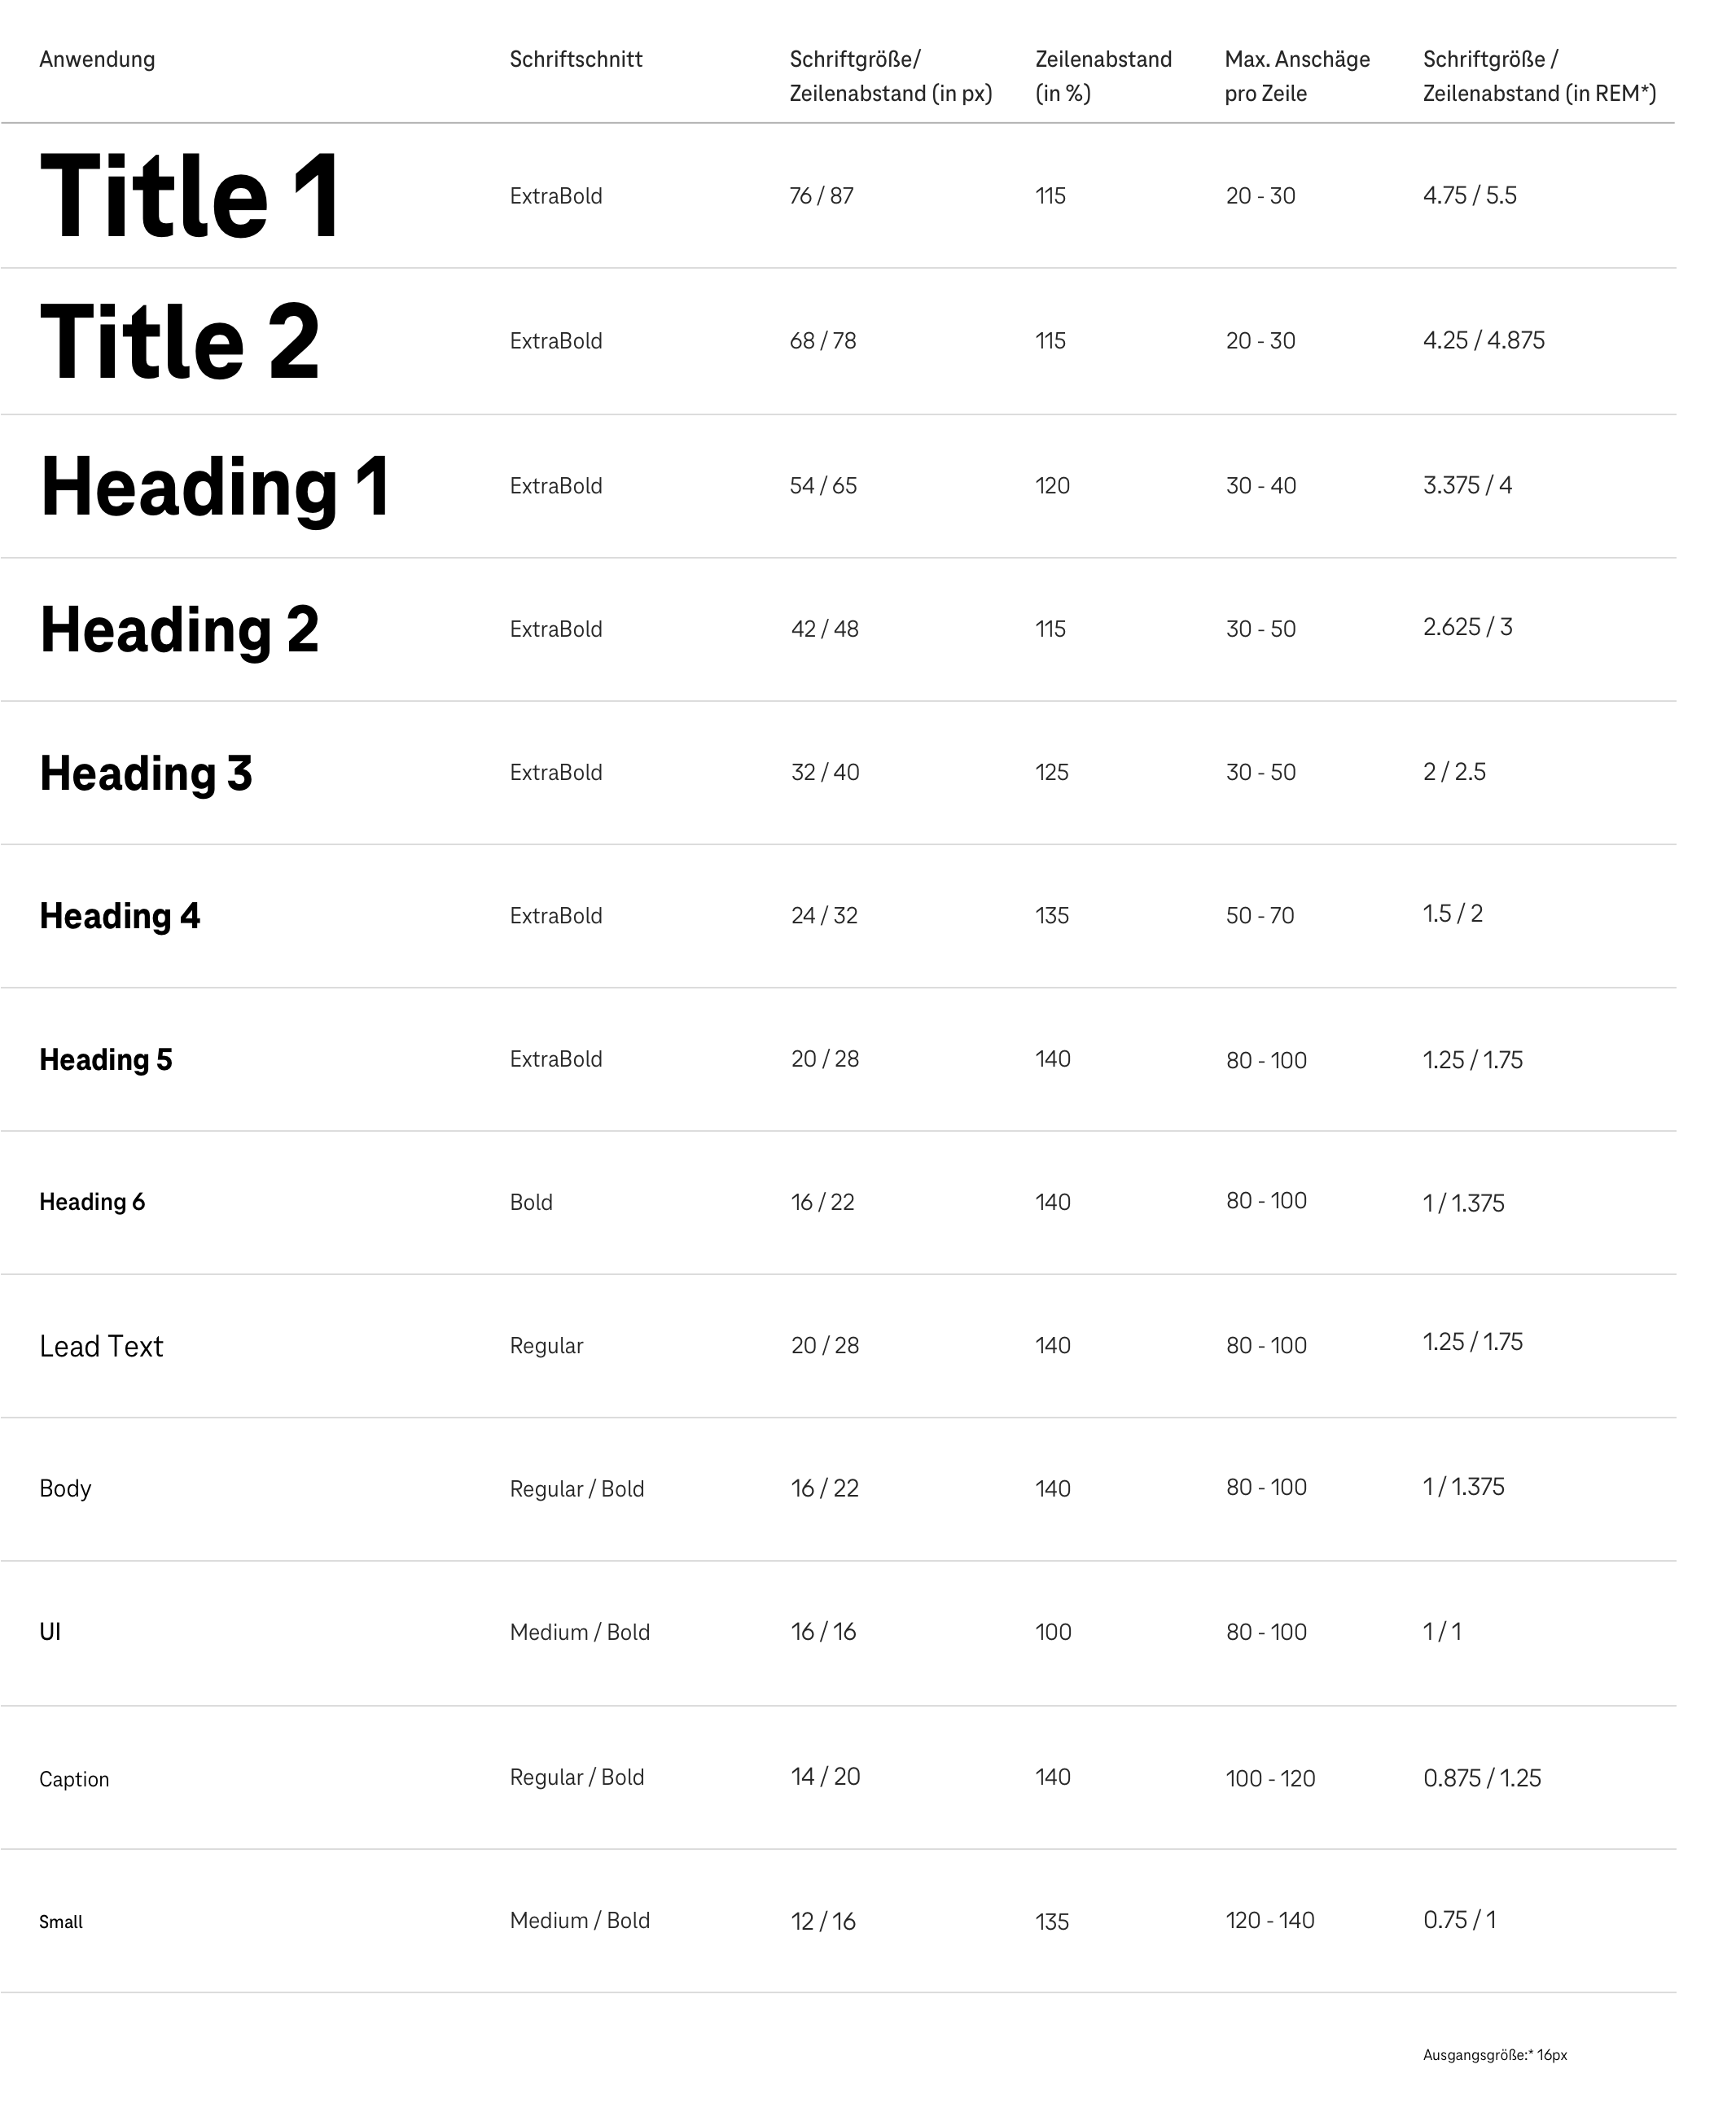 Anwendung Schriftschnitt Schriftgröße/ Zeilenabstand Max. Anschäge Schriftgröße /
Zeilenabstand (in px) (in %) pro Zeile Zeilenabstand (in REM*)
Title 1 ExtraBold 76 / 87 115 20 - 30 4.75 / 5.5
Title 2 ExtraBold 68 / 78 115 20 - 30 4.25 / 4.875
Heading 1 ExtraBold 54 / 65 120 30 - 40 3.375 / 4
Heading 2 ExtraBold 42 / 48 115 30 - 50 2.625 / 3
Heading 3 ExtraBold 32 / 40 125 30 - 50 2 / 2.5
Heading 4 ExtraBold 24 / 32 135 50 - 70 1.5 / 2
Heading 5 ExtraBold 20 / 28 140 80 - 100 1.25 / 1.75
Heading 6 Bold 16 / 22 140 80 - 100 1 / 1.375
Lead Text Regular 20 / 28 140 80 - 100 1.25 / 1.75
Body Regular / Bold 16 / 22 140 80 - 100 1 / 1.375
UI Medium / Bold 16 / 16 100 80 - 100 1 / 1
Caption Regular / Bold 14 / 20 140 100 - 120 0.875 / 1.25
Small Medium / Bold 12 / 16 135 120 - 140 0.75 / 1
Ausgangsgröße:* 16px